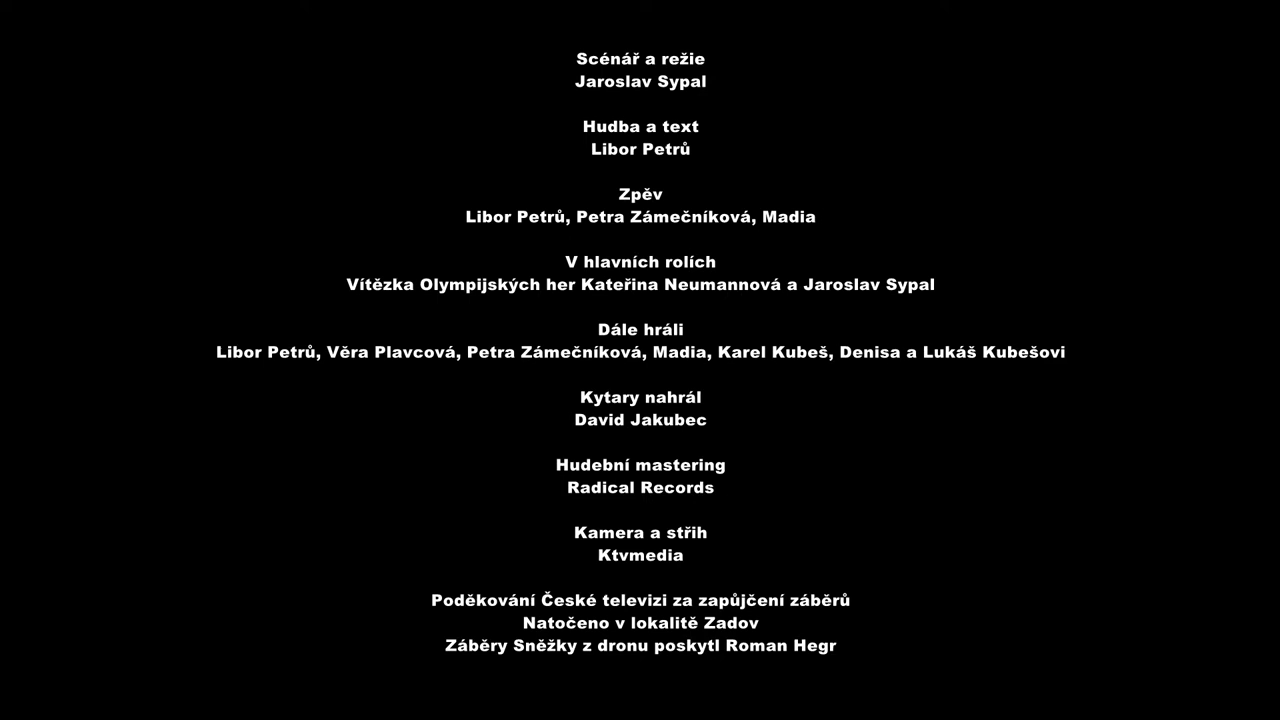 Scénář a režie
Jaroslav Sypal
Hudba a text
Libor Petrů
Zpěv
Libor Petrů, Petra Zámečníková, Madia
V hlavních rolích
Vítězka Olympijských her Kateřina Neumannová a Jaroslav Sypal
Dále hráli
Libor Petrů, Věra Plavcová, Petra Zámečníková, Madia, Karel Kubeš, Denisa a Lukáš Kubešovi
Kytary nahrál
David Jakubec
Hudební mastering
Radical Records
Kamera a střih
Ktvmedia
Poděkování České televizi za zapůjčení záběrů
Natočeno v lokalitě Zadov
Záběry Sněžky z dronu poskytl Roman Hegr